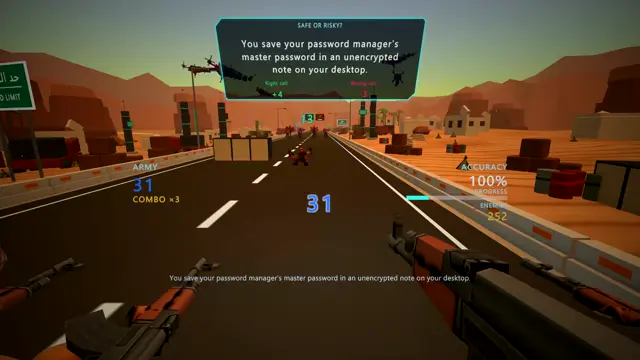 SAFE OR RISKY?
You save your password manager's
master password in an unencrypted
note on your desktop.
Right call
+4
13
LIMIT
ARMY
31
COMBO ×3
ACCURACY
100%
PROGRESS
252
31
You save your password manager's master password in an unencrypted note on your desktop.